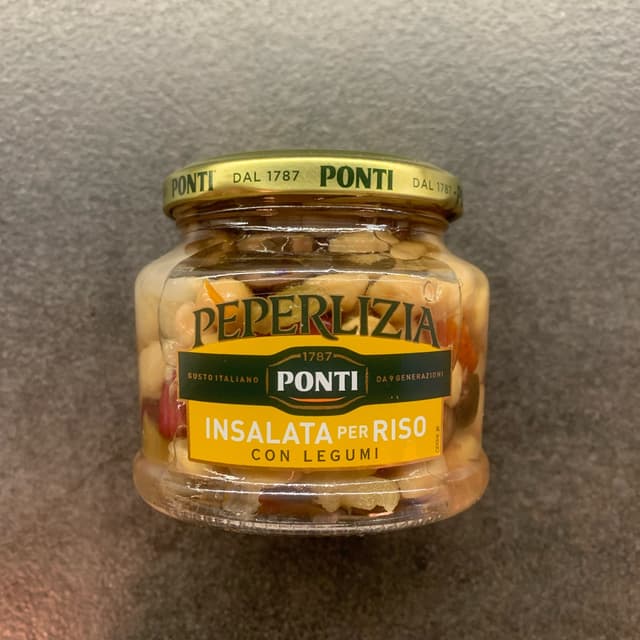 PONTI DAL 1787 PONTI DAL 1787
PEPERLIZIA
1787
GUSTO ITALIANO PONTI DA 9 GENERAZIONI
INSALATA PER RISO
CON LEGUMI